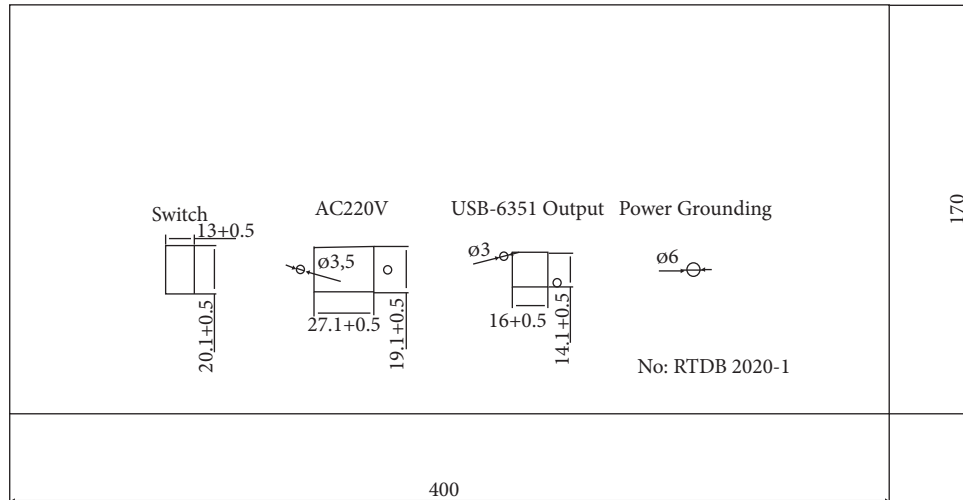 Switch
AC220V
USB-6351 Output
Power Grounding
13+0.5
ø3,5
ø3
ø6
20.1+0.5
27.1+0.5
19.1+0.5
16+0.5
14.1+0.5
No: RTDB 2020-1
170
400